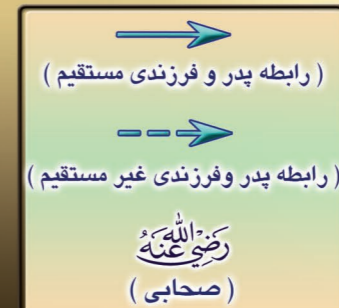 ( رابطه پدر و فرزندی مستقیم )
( رابطه پدر وفرزندی غیر مستقیم )
رَضِيَ اللهُ عَنْهُ
( صحابی )